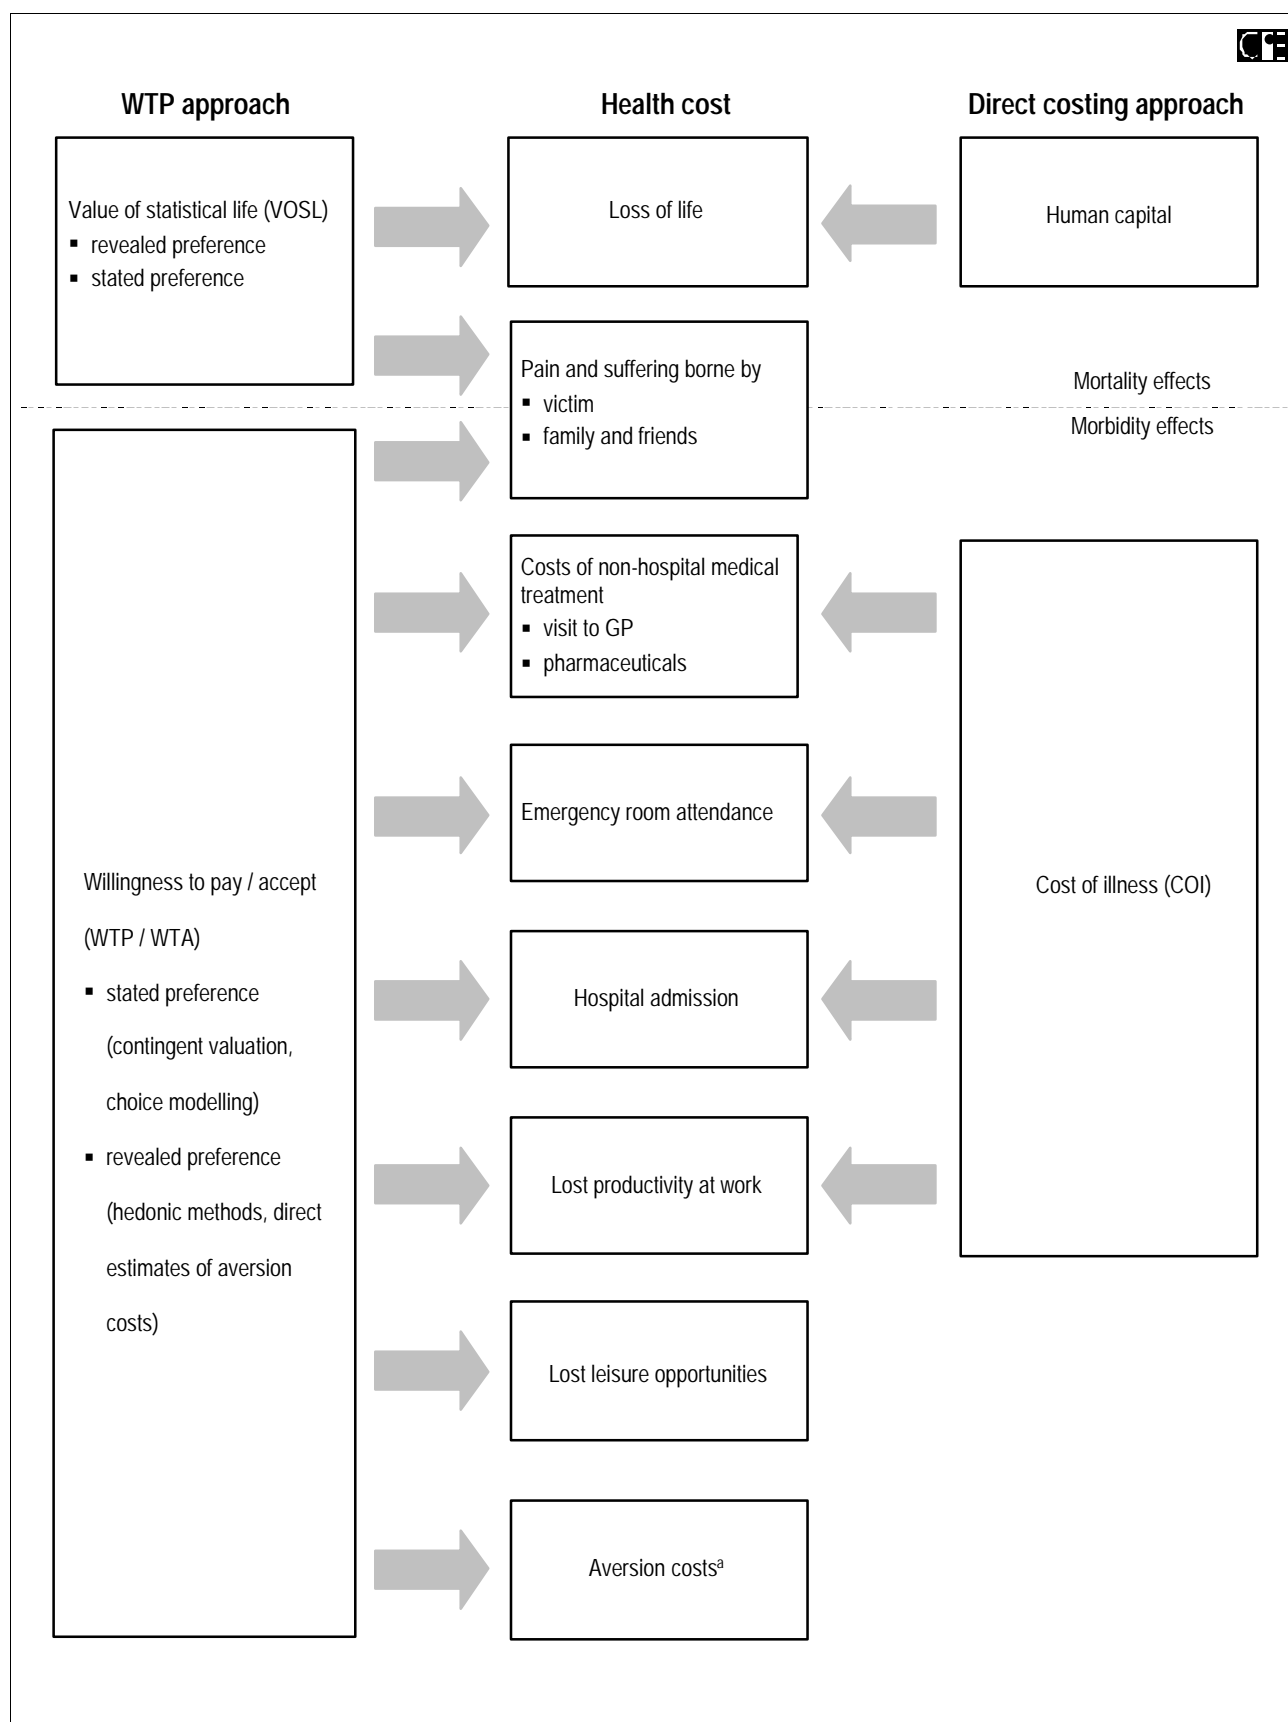 CIE
WTP approach
Health cost
Direct costing approach
Value of statistical life (VOSL)
▪ revealed preference
▪ stated preference
Loss of life
Human capital
Pain and suffering borne by
▪ victim
▪ family and friends
Mortality effects
Morbidity effects
Costs of non-hospital medical
treatment
▪ visit to GP
▪ pharmaceuticals
Emergency room attendance
Willingness to pay / accept
(WTP / WTA)
▪ stated preference
(contingent valuation,
choice modelling)
▪ revealed preference
(hedonic methods, direct
estimates of aversion
costs)
Cost of illness (COI)
Hospital admission
Lost productivity at work
Lost leisure opportunities
Aversion costsᵃ